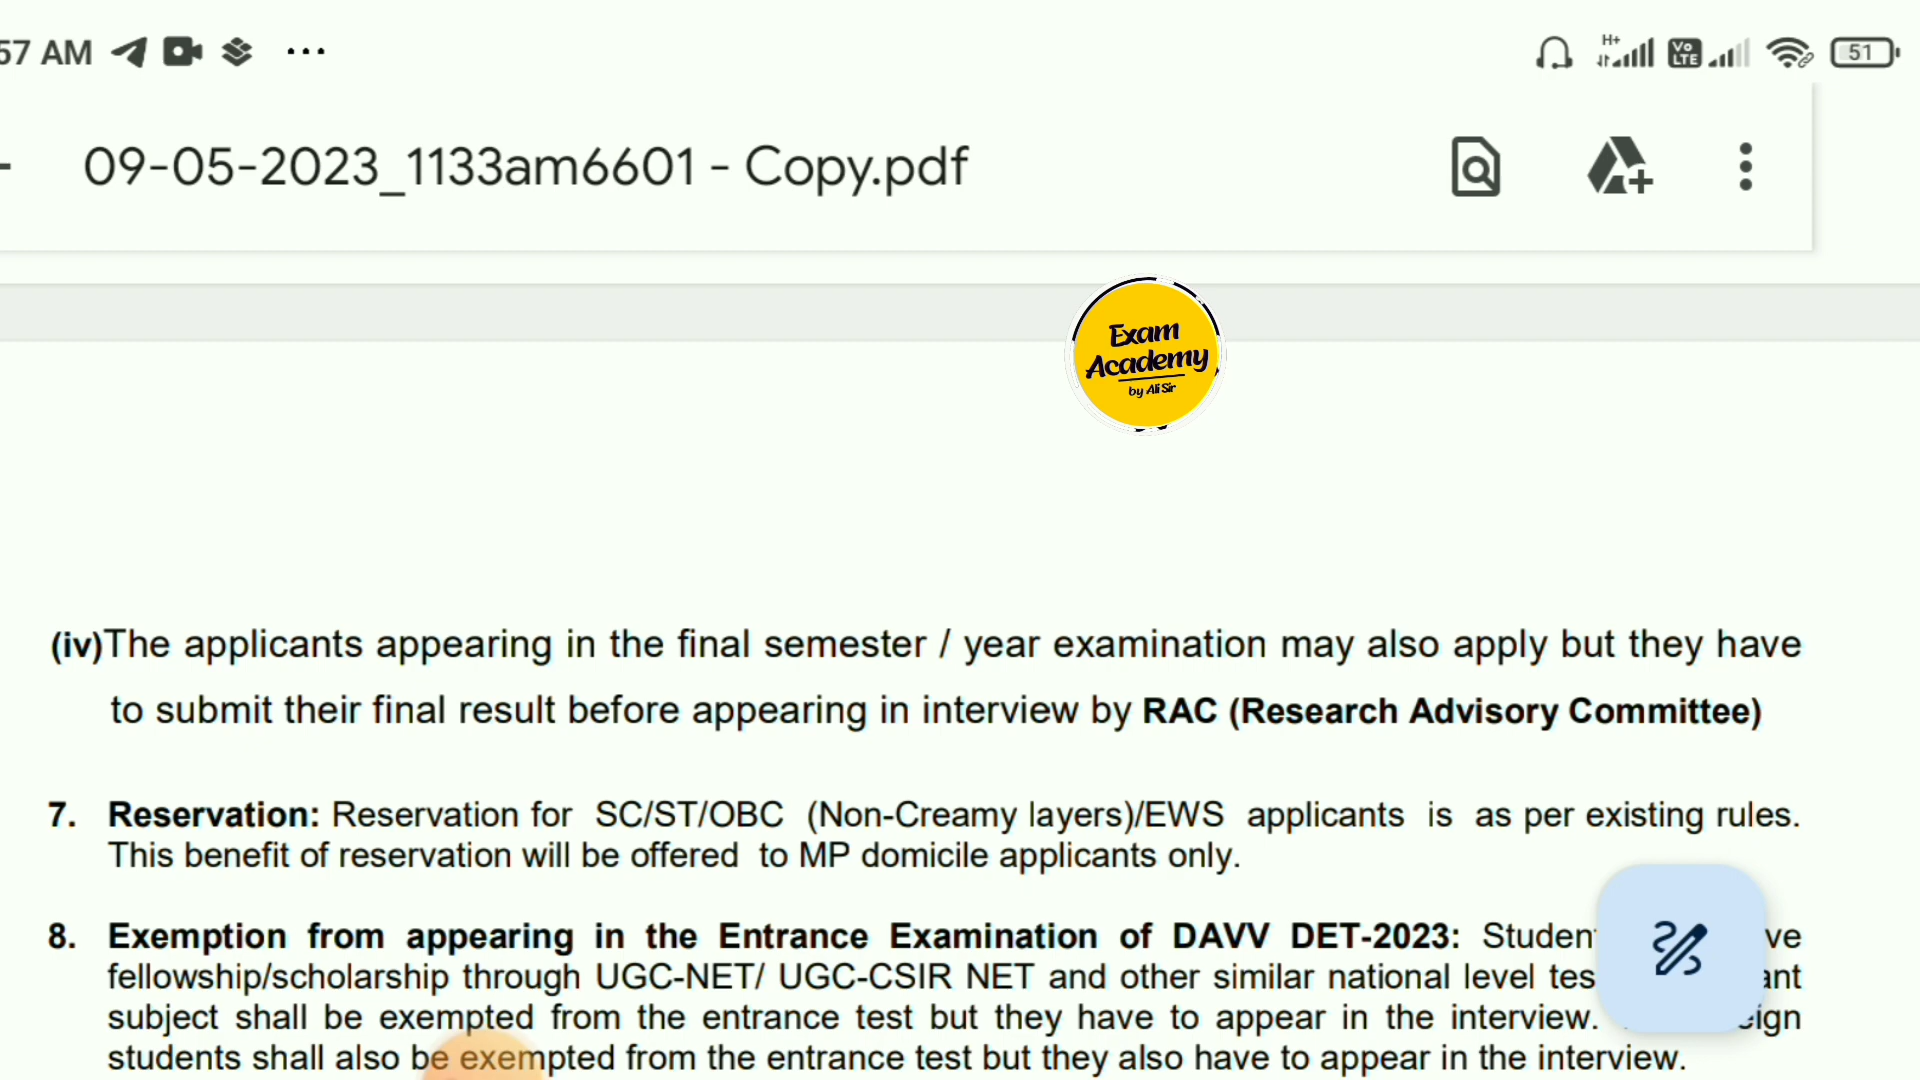 57 AM
H+
Vo
LTE
51
09-05-2023_1133am6601 - Copy.pdf
Exam
Academy
by Ali Sir
(iv)The applicants appearing in the final semester / year examination may also apply but they have
to submit their final result before appearing in interview by RAC (Research Advisory Committee)
7. Reservation: Reservation for SC/ST/OBC (Non-Creamy layers)/EWS applicants is as per existing rules.
This benefit of reservation will be offered to MP domicile applicants only.
8. Exemption from appearing in the Entrance Examination of DAVV DET-2023:
fellowship/scholarship through UGC-NET/ UGC-CSIR NET and other similar national level
subject shall be exempted from the entrance test but they have to appear in the interview.
students shall also be exempted from the entrance test but they also have to appear in the interview.